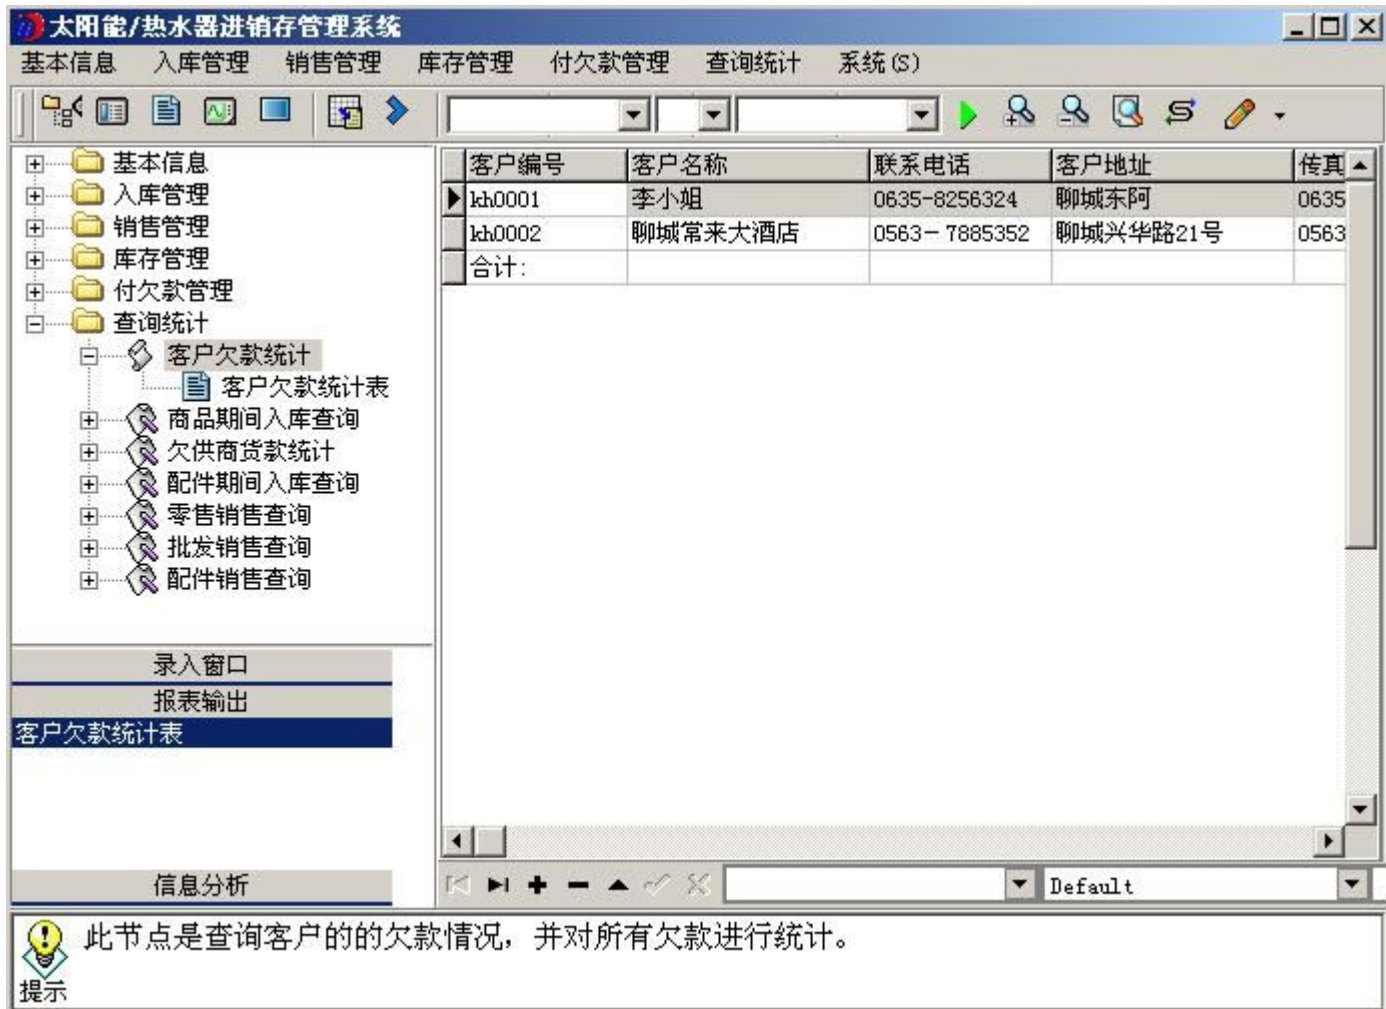 太阳能/热水器进销存管理系统
基本信息 入库管理 销售管理 库存管理 付欠款管理 查询统计 系统(S)
基本信息
入库管理
销售管理
库存管理
付欠款管理
查询统计
客户欠款统计
客户欠款统计表
商品期间入库查询
欠供商货款统计
配件期间入库查询
零售销售查询
批发销售查询
配件销售查询
录入窗口
报表输出
客户欠款统计表
信息分析
客户编号 客户名称 联系电话 客户地址 传真
kh0001 李小姐 0635-8256324 聊城东阿 0635
kh0002 聊城常来大酒店 0563－7885352 聊城兴华路21号 0563
合计:
Default
此节点是查询客户的的欠款情况，并对所有欠款进行统计。
提示